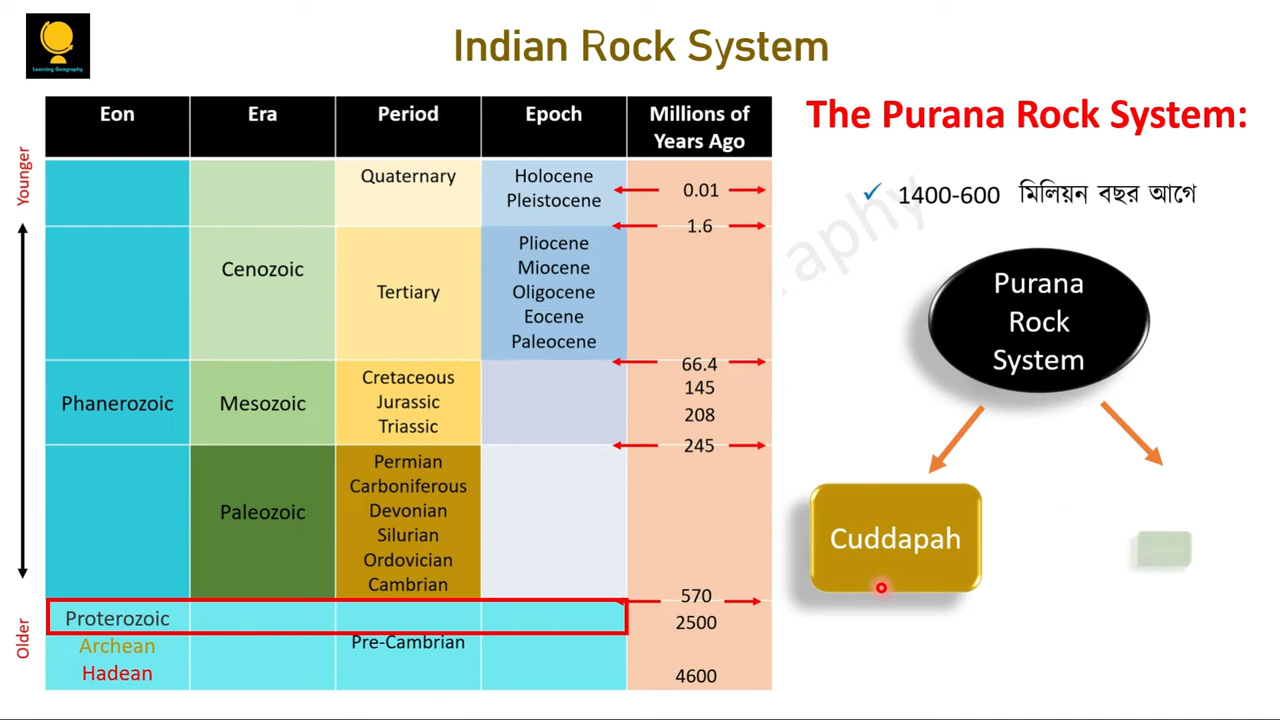 Learning Geography
Indian Rock System
Eon
Era
Period
Epoch
Millions of
Years Ago
Younger
Older
Quaternary
Holocene
Pleistocene
0.01
1.6
Cenozoic
Tertiary
Pliocene
Miocene
Oligocene
Eocene
Paleocene
66.4
Phanerozoic
Mesozoic
Cretaceous
Jurassic
Triassic
145
208
245
Paleozoic
Permian
Carboniferous
Devonian
Silurian
Ordovician
Cambrian
570
Proterozoic
2500
Archean
Pre-Cambrian
Hadean
4600
The Purana Rock System:
✓ 1400-600 মিলিয়ন বছর আগে
Purana
Rock
System
Cuddapah